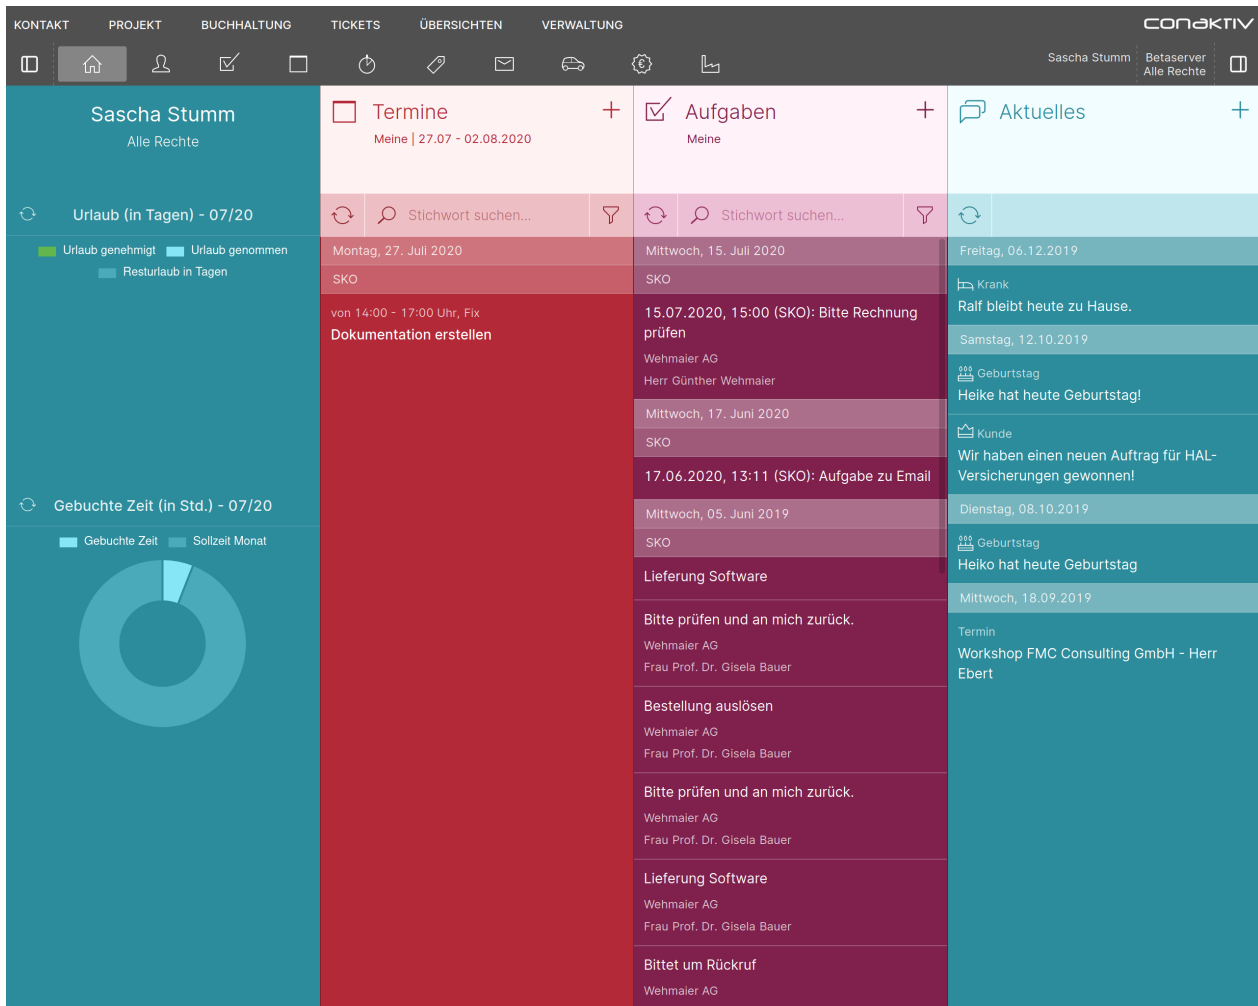 KONTAKT PROJEKT BUCHHALTUNG TICKETS ÜBERSICHTEN VERWALTUNG
conaktiv
Sascha Stumm
Betaserver
Alle Rechte
Sascha Stumm
Alle Rechte
Urlaub (in Tagen) - 07/20
Urlaub genehmigt Urlaub genommen
Resturlaub in Tagen
Gebuchte Zeit (in Std.) - 07/20
Gebuchte Zeit Sollzeit Monat
Termine
Meine | 27.07 - 02.08.2020
Stichwort suchen...
Montag, 27. Juli 2020
SKO
von 14:00 - 17:00 Uhr, Fix
Dokumentation erstellen
Aufgaben
Meine
Stichwort suchen...
Mittwoch, 15. Juli 2020
SKO
15.07.2020, 15:00 (SKO): Bitte Rechnung
prüfen
Wehmaier AG
Herr Günther Wehmaier
Mittwoch, 17. Juni 2020
SKO
17.06.2020, 13:11 (SKO): Aufgabe zu Email
Mittwoch, 05. Juni 2019
SKO
Lieferung Software
Bitte prüfen und an mich zurück.
Wehmaier AG
Frau Prof. Dr. Gisela Bauer
Bestellung auslösen
Wehmaier AG
Frau Prof. Dr. Gisela Bauer
Bitte prüfen und an mich zurück.
Wehmaier AG
Frau Prof. Dr. Gisela Bauer
Lieferung Software
Wehmaier AG
Frau Prof. Dr. Gisela Bauer
Bittet um Rückruf
Wehmaier AG
Aktuelles
Freitag, 06.12.2019
Krank
Ralf bleibt heute zu Hause.
Samstag, 12.10.2019
Geburtstag
Heike hat heute Geburtstag!
Kunde
Wir haben einen neuen Auftrag für HAL-
Versicherungen gewonnen!
Dienstag, 08.10.2019
Geburtstag
Heiko hat heute Geburtstag
Mittwoch, 18.09.2019
Termin
Workshop FMC Consulting GmbH - Herr
Ebert